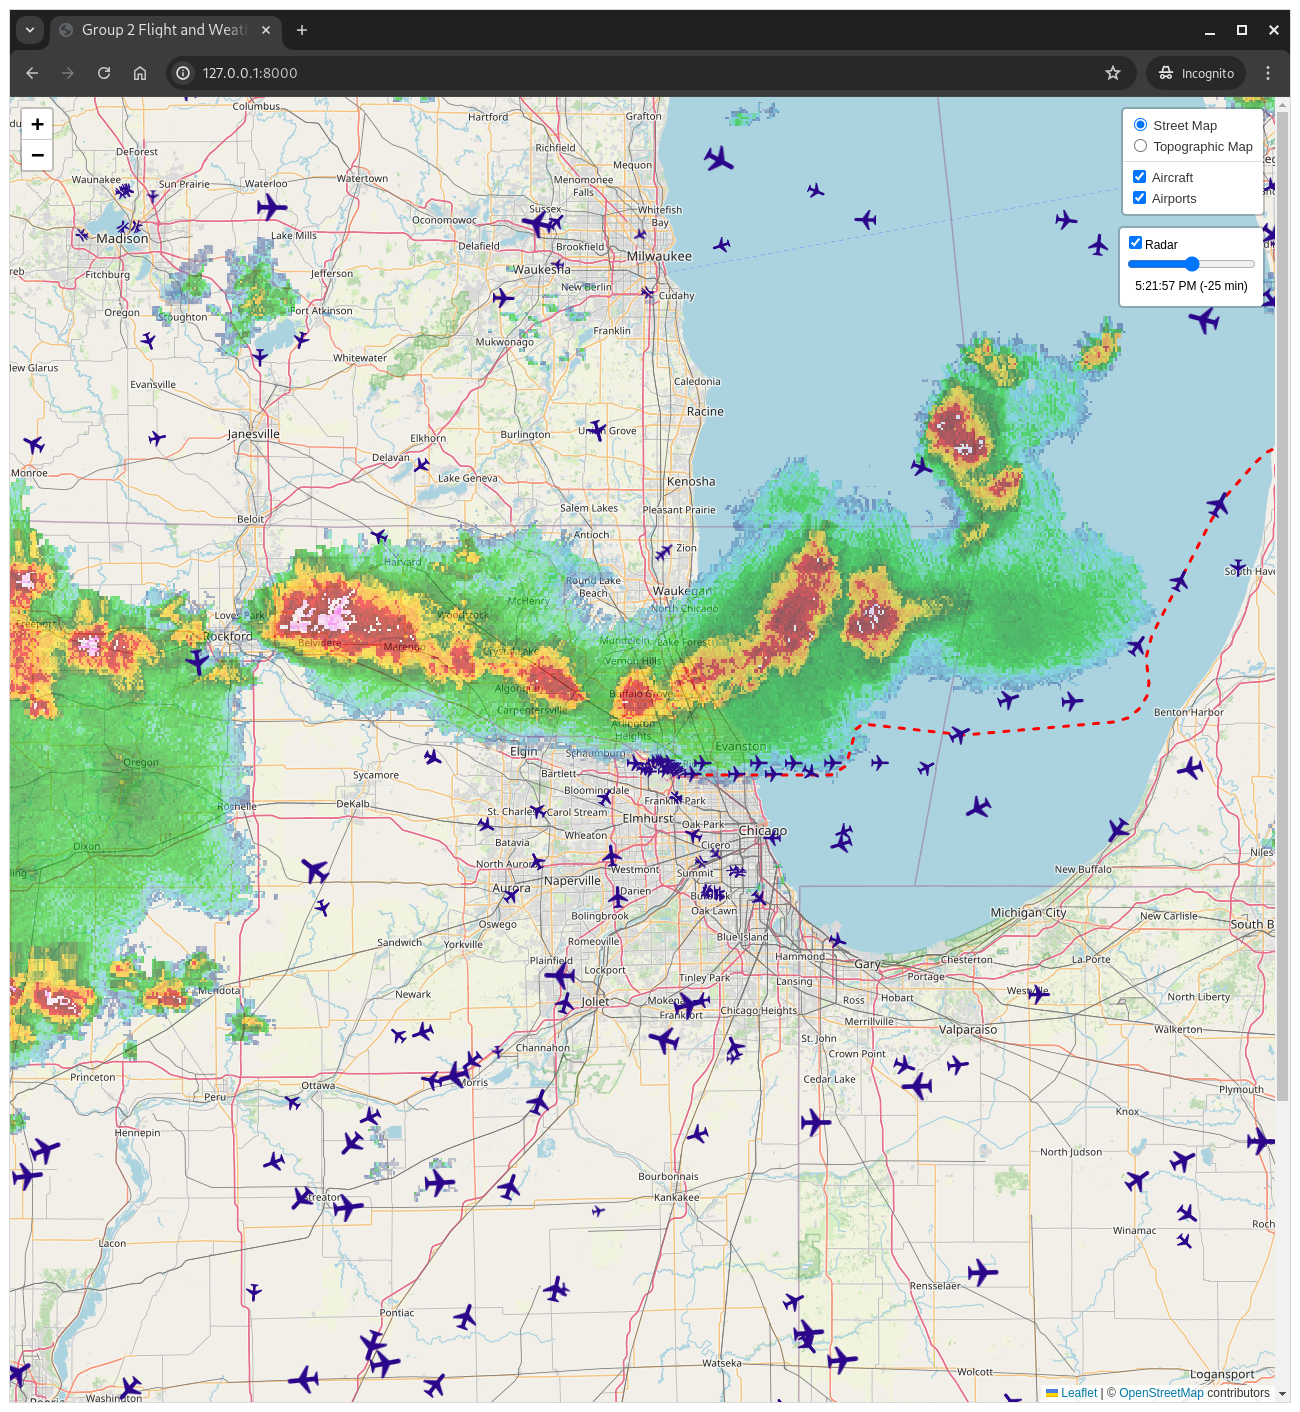 Group 2 Flight and Weath
127.0.0.1:8000
Incognito
+
−
Street Map
Topographic Map
Aircraft
Airports
Radar
5:21:57 PM (-25 min)
Columbus
Hartford
Grafton
DeForest
Richfield
Mequon
Waunakee
Sun Prairie
Waterloo
Watertown
Menomonee
Falls
Sussex
Whitefish
Bay
Oconomowoc
Madison
Lake Mills
Delafield
Brookfield
Milwaukee
Fitchburg
Jefferson
Waukesha
New Berlin
Cudahy
Oregon
Stoughton
Fort Atkinson
Franklin
Mukwonago
Whitewater
Evansville
Caledonia
Racine
Janesville
Elkhorn
Burlington
Union Grove
Delavan
Monroe
Lake Geneva
Kenosha
Salem Lakes
Pleasant Prairie
Beloit
Antioch
Zion
Harvard
South Have
Round Lake
Beach
Waukegan
McHenry
North Chicago
Freeport
Loves Park
Woodstock
Rockford
Belvidere
Marengo
Crystal Lake
Mundelein
Lake Forest
Vernon Hills
Algonquin
Buffalo Grove
Carpentersville
Benton Harbor
Arlington
Heights
Elgin
Schaumburg
Evanston
Oregon
Sycamore
Bartlett
Bloomingdale
DeKalb
Rochelle
St. Charles
Carol Stream
Franklin Park
Elmhurst
Oak Park
Chicago
Dixon
Batavia
Wheaton
Cicero
Niles
North Aurora
Westmont
Summit
New Buffalo
Aurora
Naperville
Darien
Burbank
Oak Lawn
Bolingbrook
Michigan City
New Carlisle
Oswego
South B
Sandwich
Yorkville
Romeoville
Blue Island
Hammond
Gary
Chesterton
La Porte
Plainfield
Lockport
Tinley Park
Lansing
Portage
Mendota
Newark
Joliet
Mokena
Frankfort
Chicago Heights
Ross
Hobart
Westville
North Liberty
Merrillville
Valparaiso
Walkerton
Channahon
St. John
Crown Point
Princeton
Ottawa
Morris
Cedar Lake
Peru
Plymouth
Hennepin
Knox
North Judson
Bourbonnais
Kankakee
Streator
Lacon
Winamac
Roch
Rensselaer
Pontiac
Watseka
Wolcott
Logansport
Washington
Peoria
Leaflet | © OpenStreetMap contributors